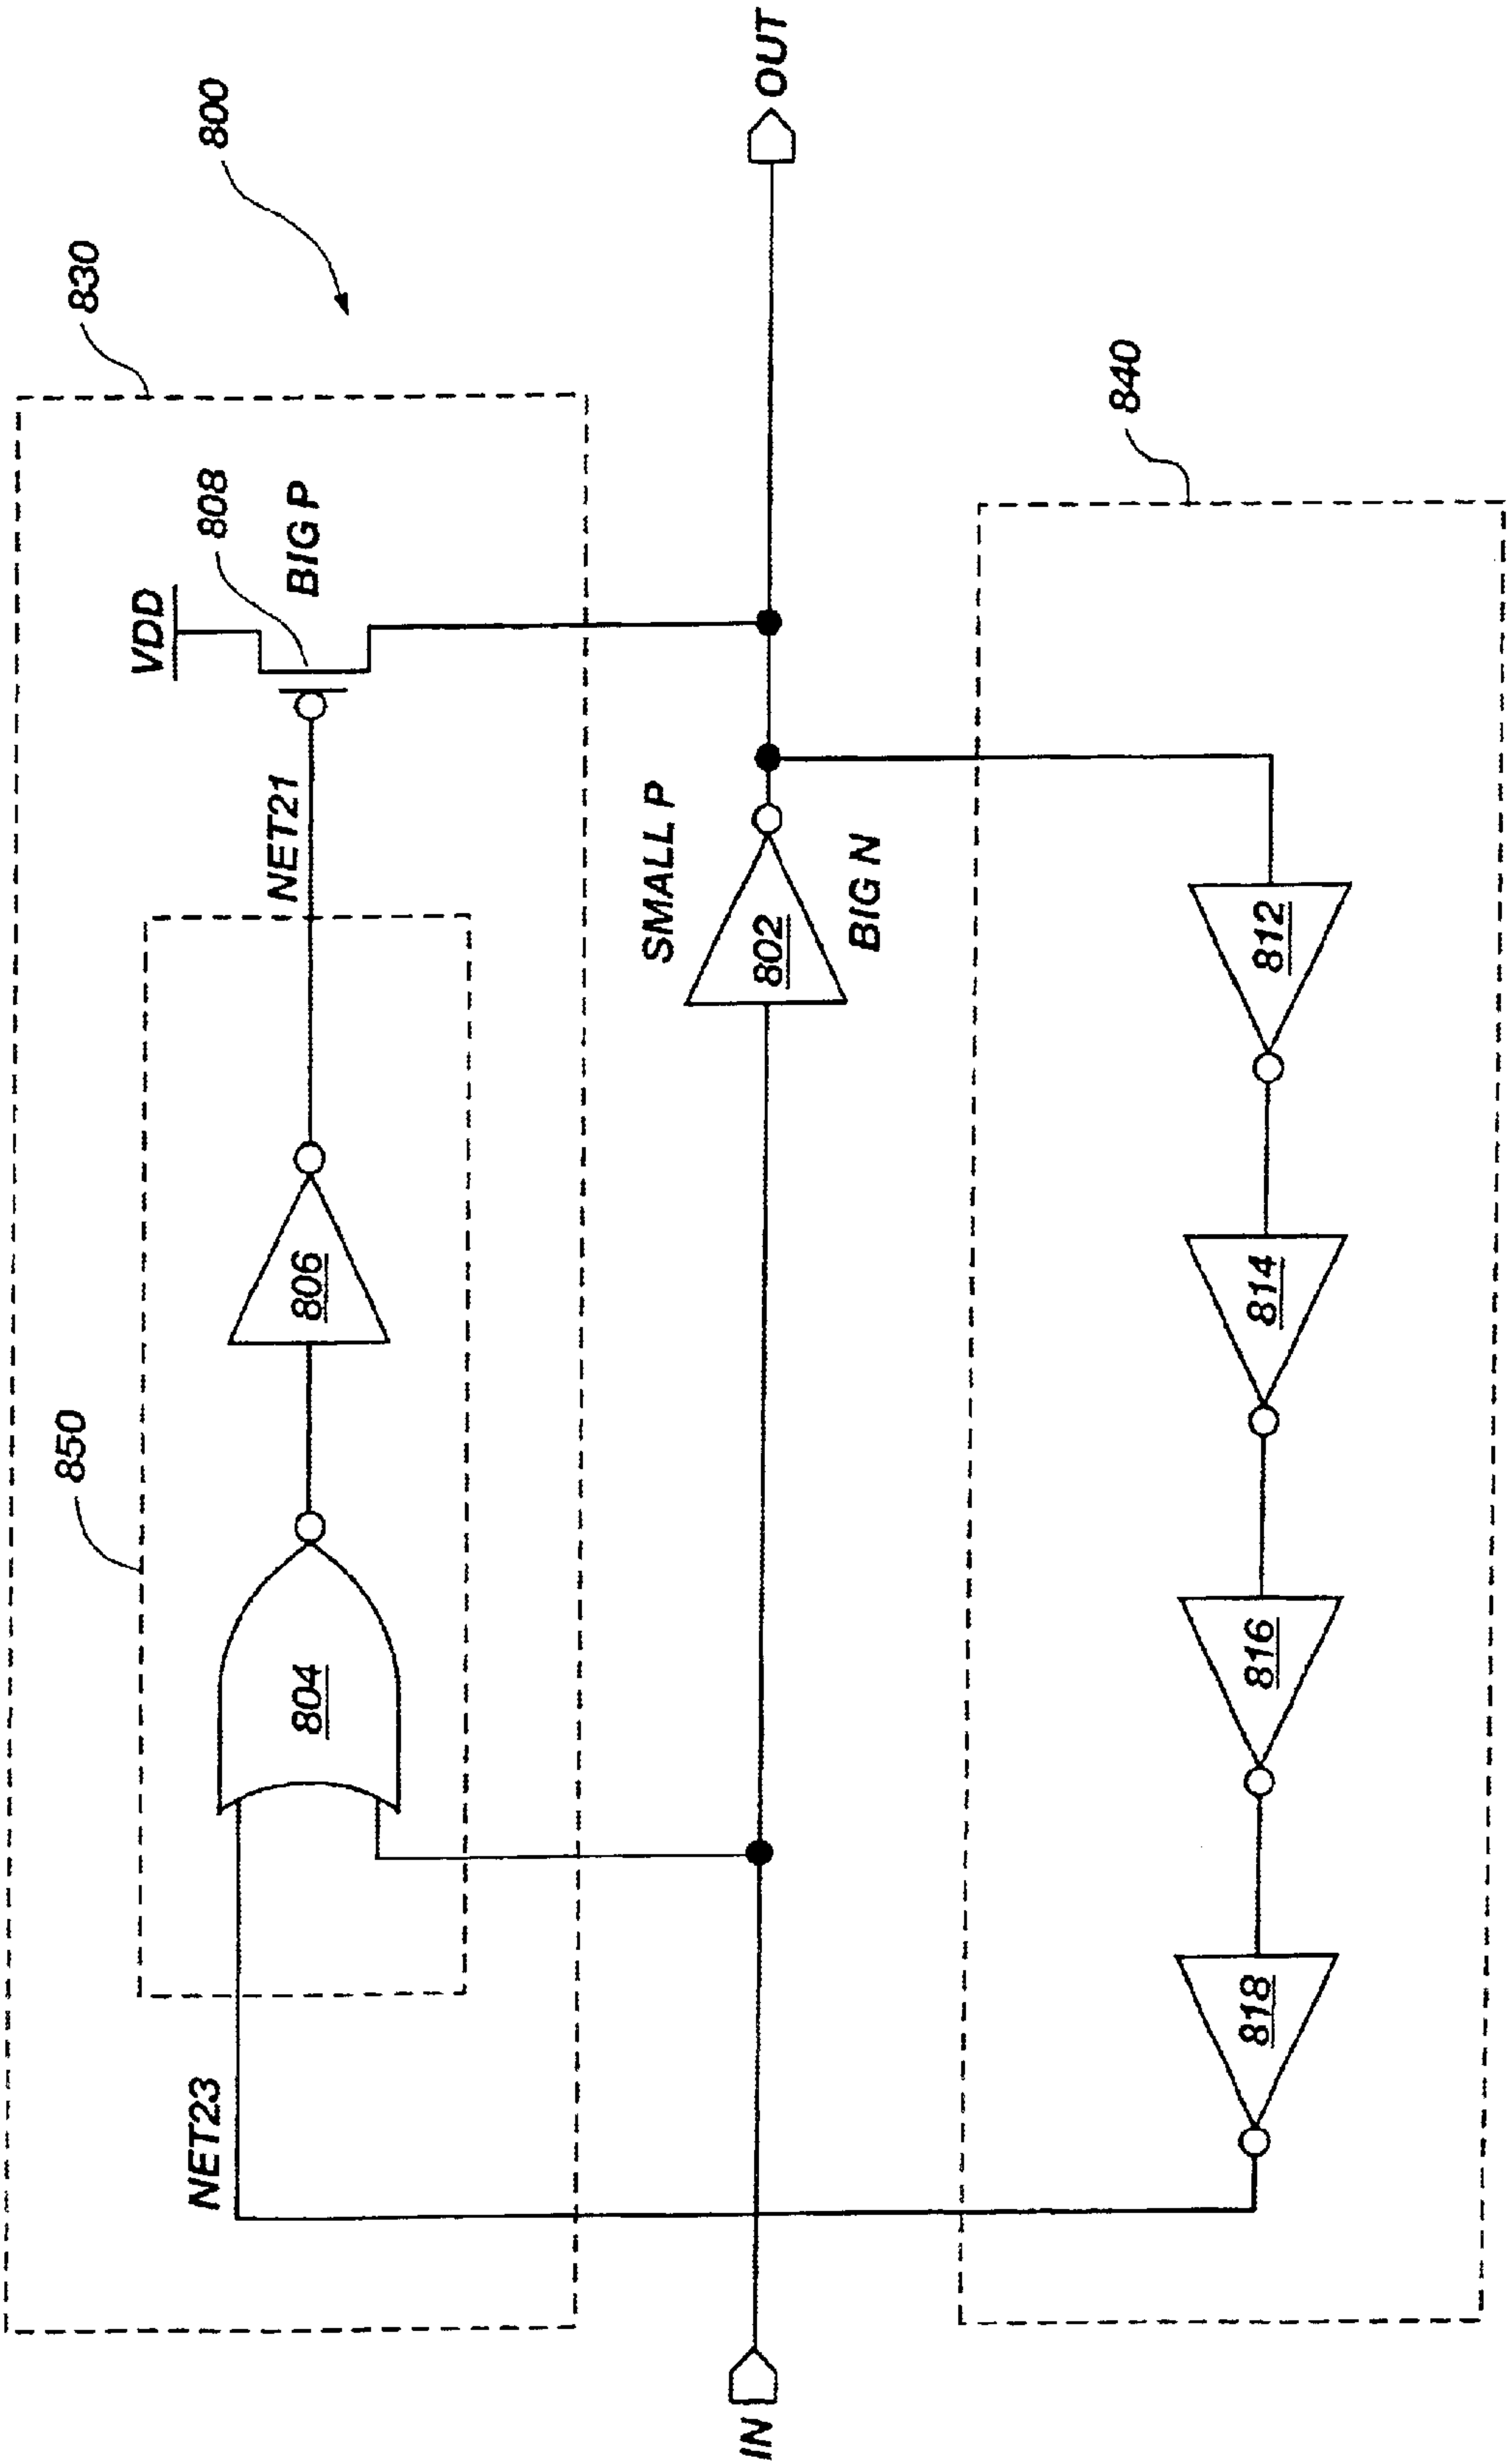 800
830
VDD
808
BIG P
NET21
850
806
804
NET23
SMALL P
802
BIG N
IN
OUT
840
812
814
816
818